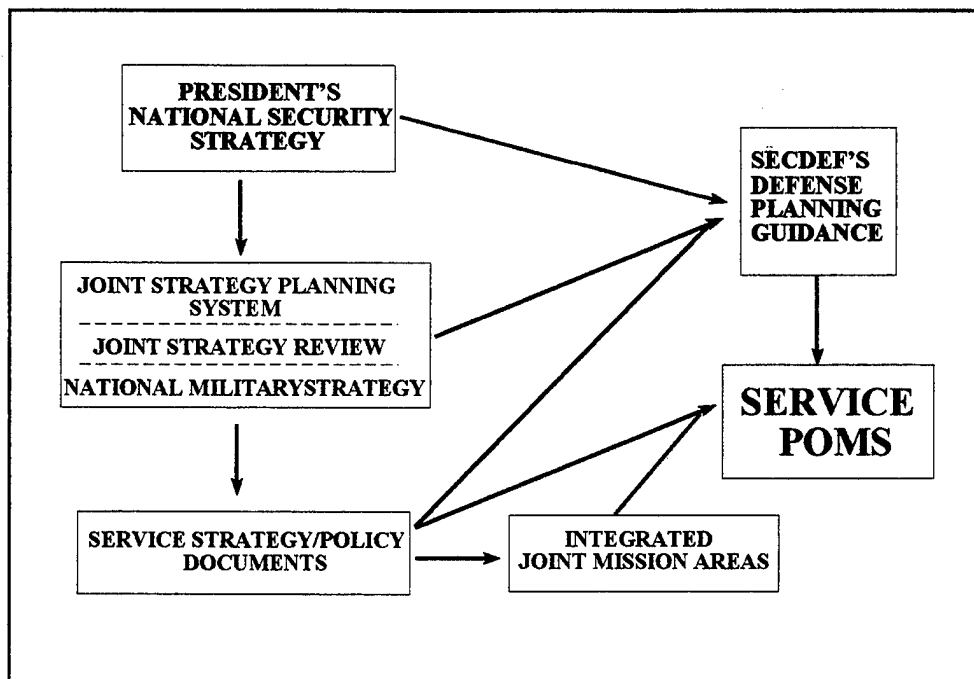 PRESIDENT'S
NATIONAL SECURITY
STRATEGY
SECDEF'S
DEFENSE
PLANNING
GUIDANCE
JOINT STRATEGY PLANNING
SYSTEM
JOINT STRATEGY REVIEW
NATIONAL MILITARYSTRATEGY
SERVICE
POMS
SERVICE STRATEGY/POLICY
DOCUMENTS
INTEGRATED
JOINT MISSION AREAS